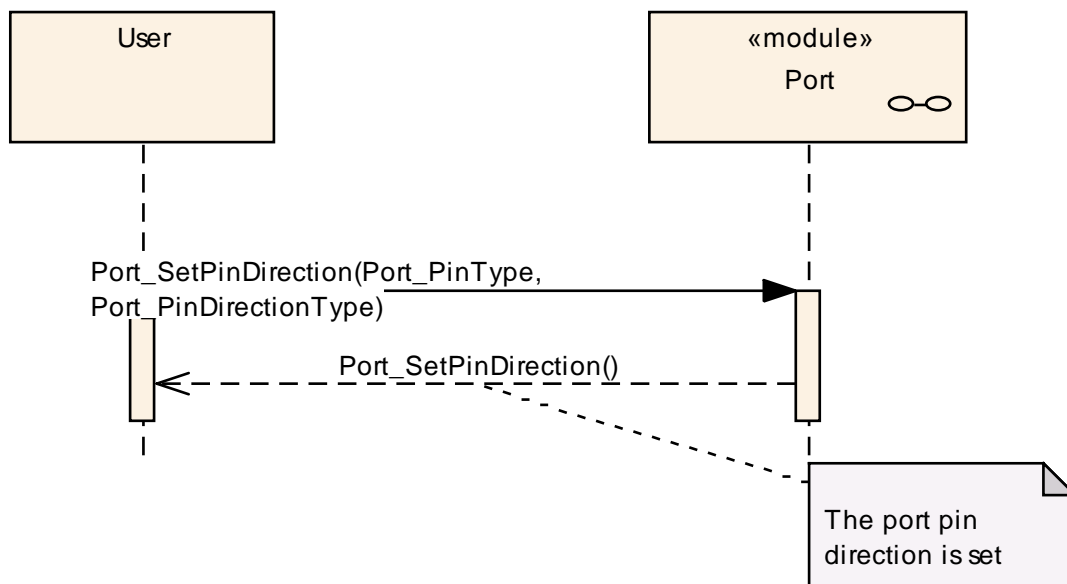 User
«module»
Port
Port_SetPinDirection(Port_PinType,
Port_PinDirectionType)
Port_SetPinDirection()
The port pin
direction is set